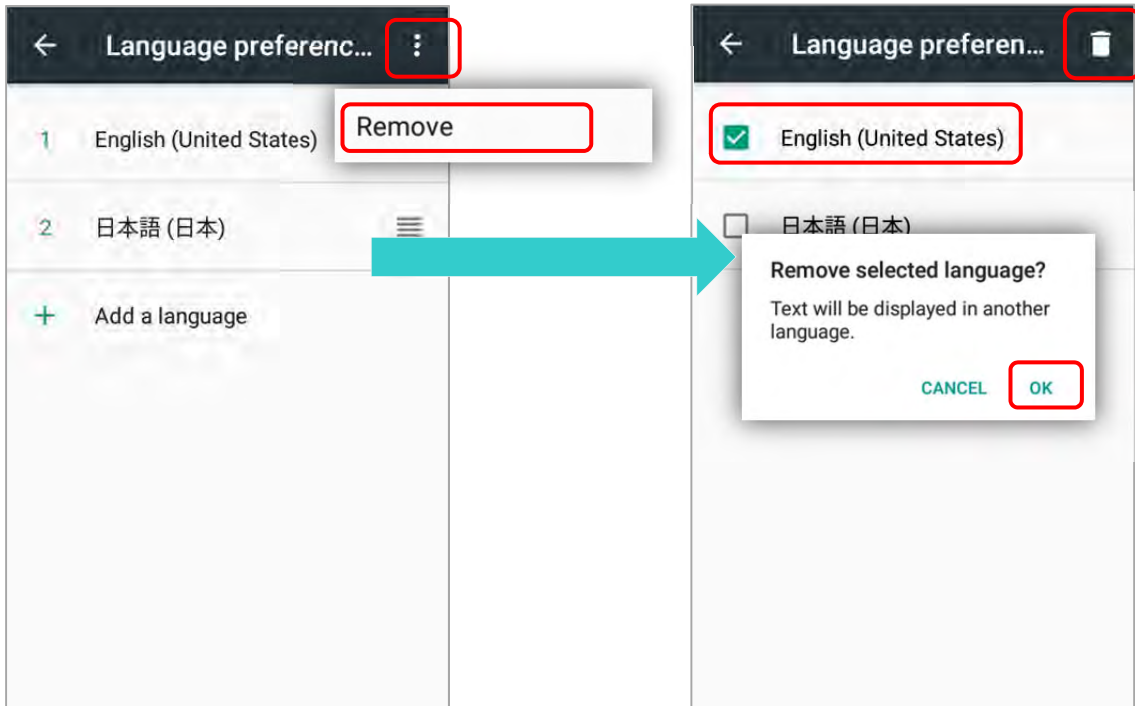 Language preferenc...
Remove
1 English (United States)
2 日本語 (日本)
Add a language
Language preferen...
English (United States)
日本語 (日本)
Remove selected language?
Text will be displayed in another
language.
CANCEL OK